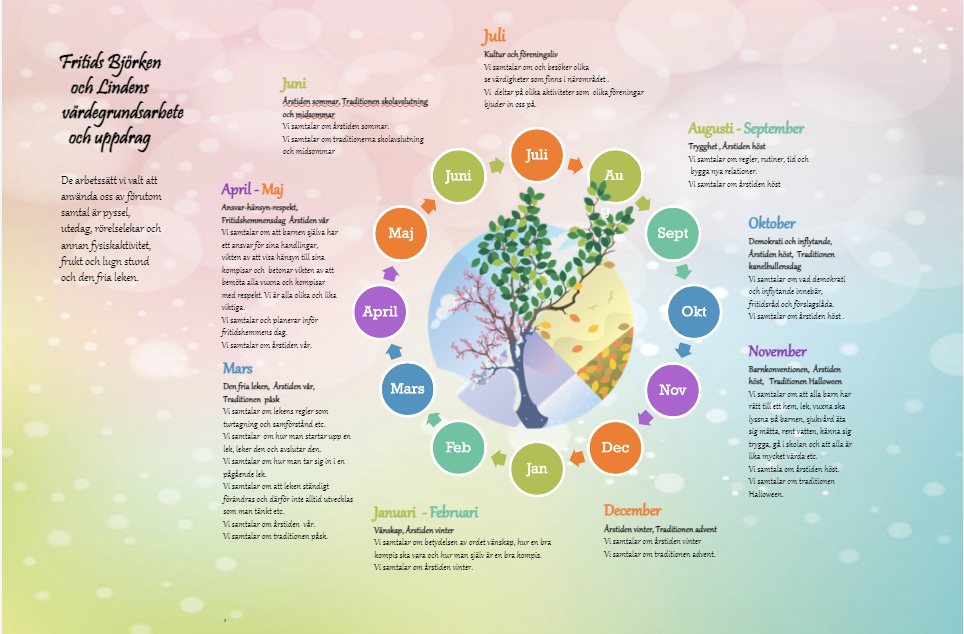 Fritids Björken
och Lindens
värdegrundsarbete
och uppdrag
De arbetssätt vi valt att
använda oss av förutom
samtal är pyssel,
utedag, rörelselekar och
annan fysiskaktivitet,
frukt och lugn stund
och den fria leken.
Juli
Kultur och föreningsliv
Vi samtalar om och besöker olika
se värdigheter som finns i närområdet .
Vi deltar på olika aktiviteter som olika föreningar
bjuder in oss på.
Juni
Årstiden sommar, Traditionen skolavslutning
och midsommar
Vi samtalar om årstiden sommar.
Vi samtalar om traditionerna skolavslutning
och midsommar
Augusti - September
Trygghet , Årstiden höst
Vi samtalar om regler, rutiner, tid och
bygga nya relationer.
Vi samtalar om årstiden höst
April - Maj
Ansvar-hänsyn-respekt,
Fritidshemmensdag Årstiden vår
Vi samtalar om att barnen själva har
ett ansvar för sina handlingar,
vikten av att visa hänsyn till sina
kompisar och betonar vikten av att
bemöta alla vuxna och kompisar
med respekt. Vi är alla olika och lika
viktiga.
Vi samtalar och planerar inför
fritidshemmens dag.
Vi samtalar om årstiden vår.
Oktober
Demokrati och inflytande,
Årstiden höst, Traditionen
kanelbullensdag
Vi samtalar om vad demokrati
och inflytande innebär,
fritidsråd och förslagslåda.
Vi samtalar om årstiden höst .
Mars
Den fria leken, Årstiden vår,
Traditionen påsk
Vi samtalar om lekens regler som
turtagning och samförstånd etc.
Vi samtalar om hur man startar upp en
lek, leker den och avslutar den.
Vi samtalar om hur man tar sig in i en
pågående lek.
Vi samtalar om att leken ständigt
förändras och därför inte alltid utvecklas
som man tänkt etc.
Vi samtalar om årstiden vår.
Vi samtalar om traditionen påsk.
November
Barnkonventionen, Årstiden
höst, Traditionen Halloween
Vi samtalar om att alla barn har
rätt till ett hem, lek, vuxna ska
lyssna på barnen, sjukvård äta
sig mätta, rent vatten, känna sig
trygga, gå i skolan och att alla är
lika mycket värda etc.
Vi samtala om årstiden höst.
Vi samtalar om traditionen
Halloween.
Januari - Februari
Vänskap, Årstiden vinter
Vi samtalar om betydelsen av ordet vänskap, hur en bra
kompis ska vara och hur man själv är en bra kompis.
Vi samtalar om årstiden vinter.
December
Årstiden vinter, Traditionen advent
Vi samtalar om årstiden vinter
Vi samtalar om traditionen advent.
Juli
Au
Sept
Okt
Nov
Dec
Jan
Feb
Mars
April
Maj
Juni